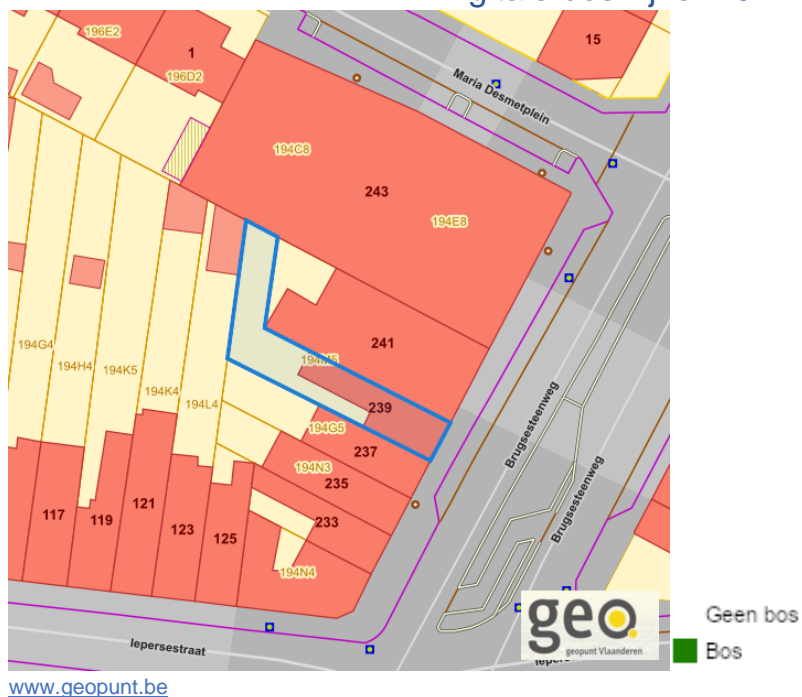 196E2
1
196D2
15
Maria Desmetplein
194C8
243
194E8
241
194G4
194H4
194K5
194K4
194L4
239
194G5
237
194N3
235
233
117
119
121
123
125
194N4
Brugsesteenweg
Brugsesteenweg
Iepersestraat
geo
geopunt Vlaanderen
Geen bos
Bos
www.geopunt.be